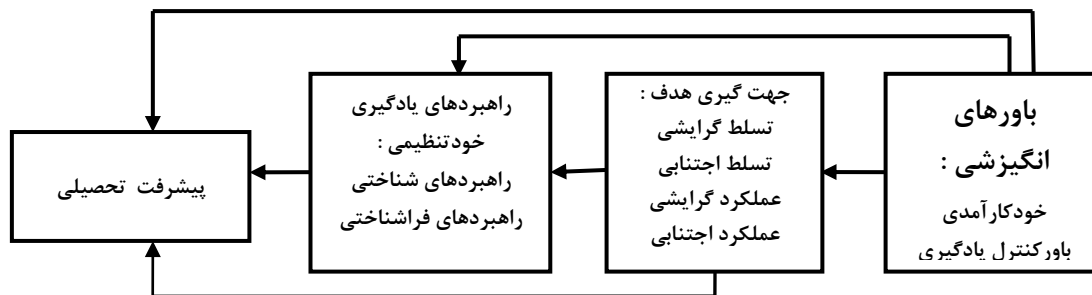 باورهای
انگیزشی :
خودکارآمدی
باورکنترل یادگیری
جهت گیری هدف :
تسلط گرایشی
تسلط اجتنابی
عملکرد گرایشی
عملکرد اجتنابی
راهبردهای یادگیری
خودتنظیمی :
راهبردهای شناختی
راهبردهای فراشناختی
پیشرفت تحصیلی